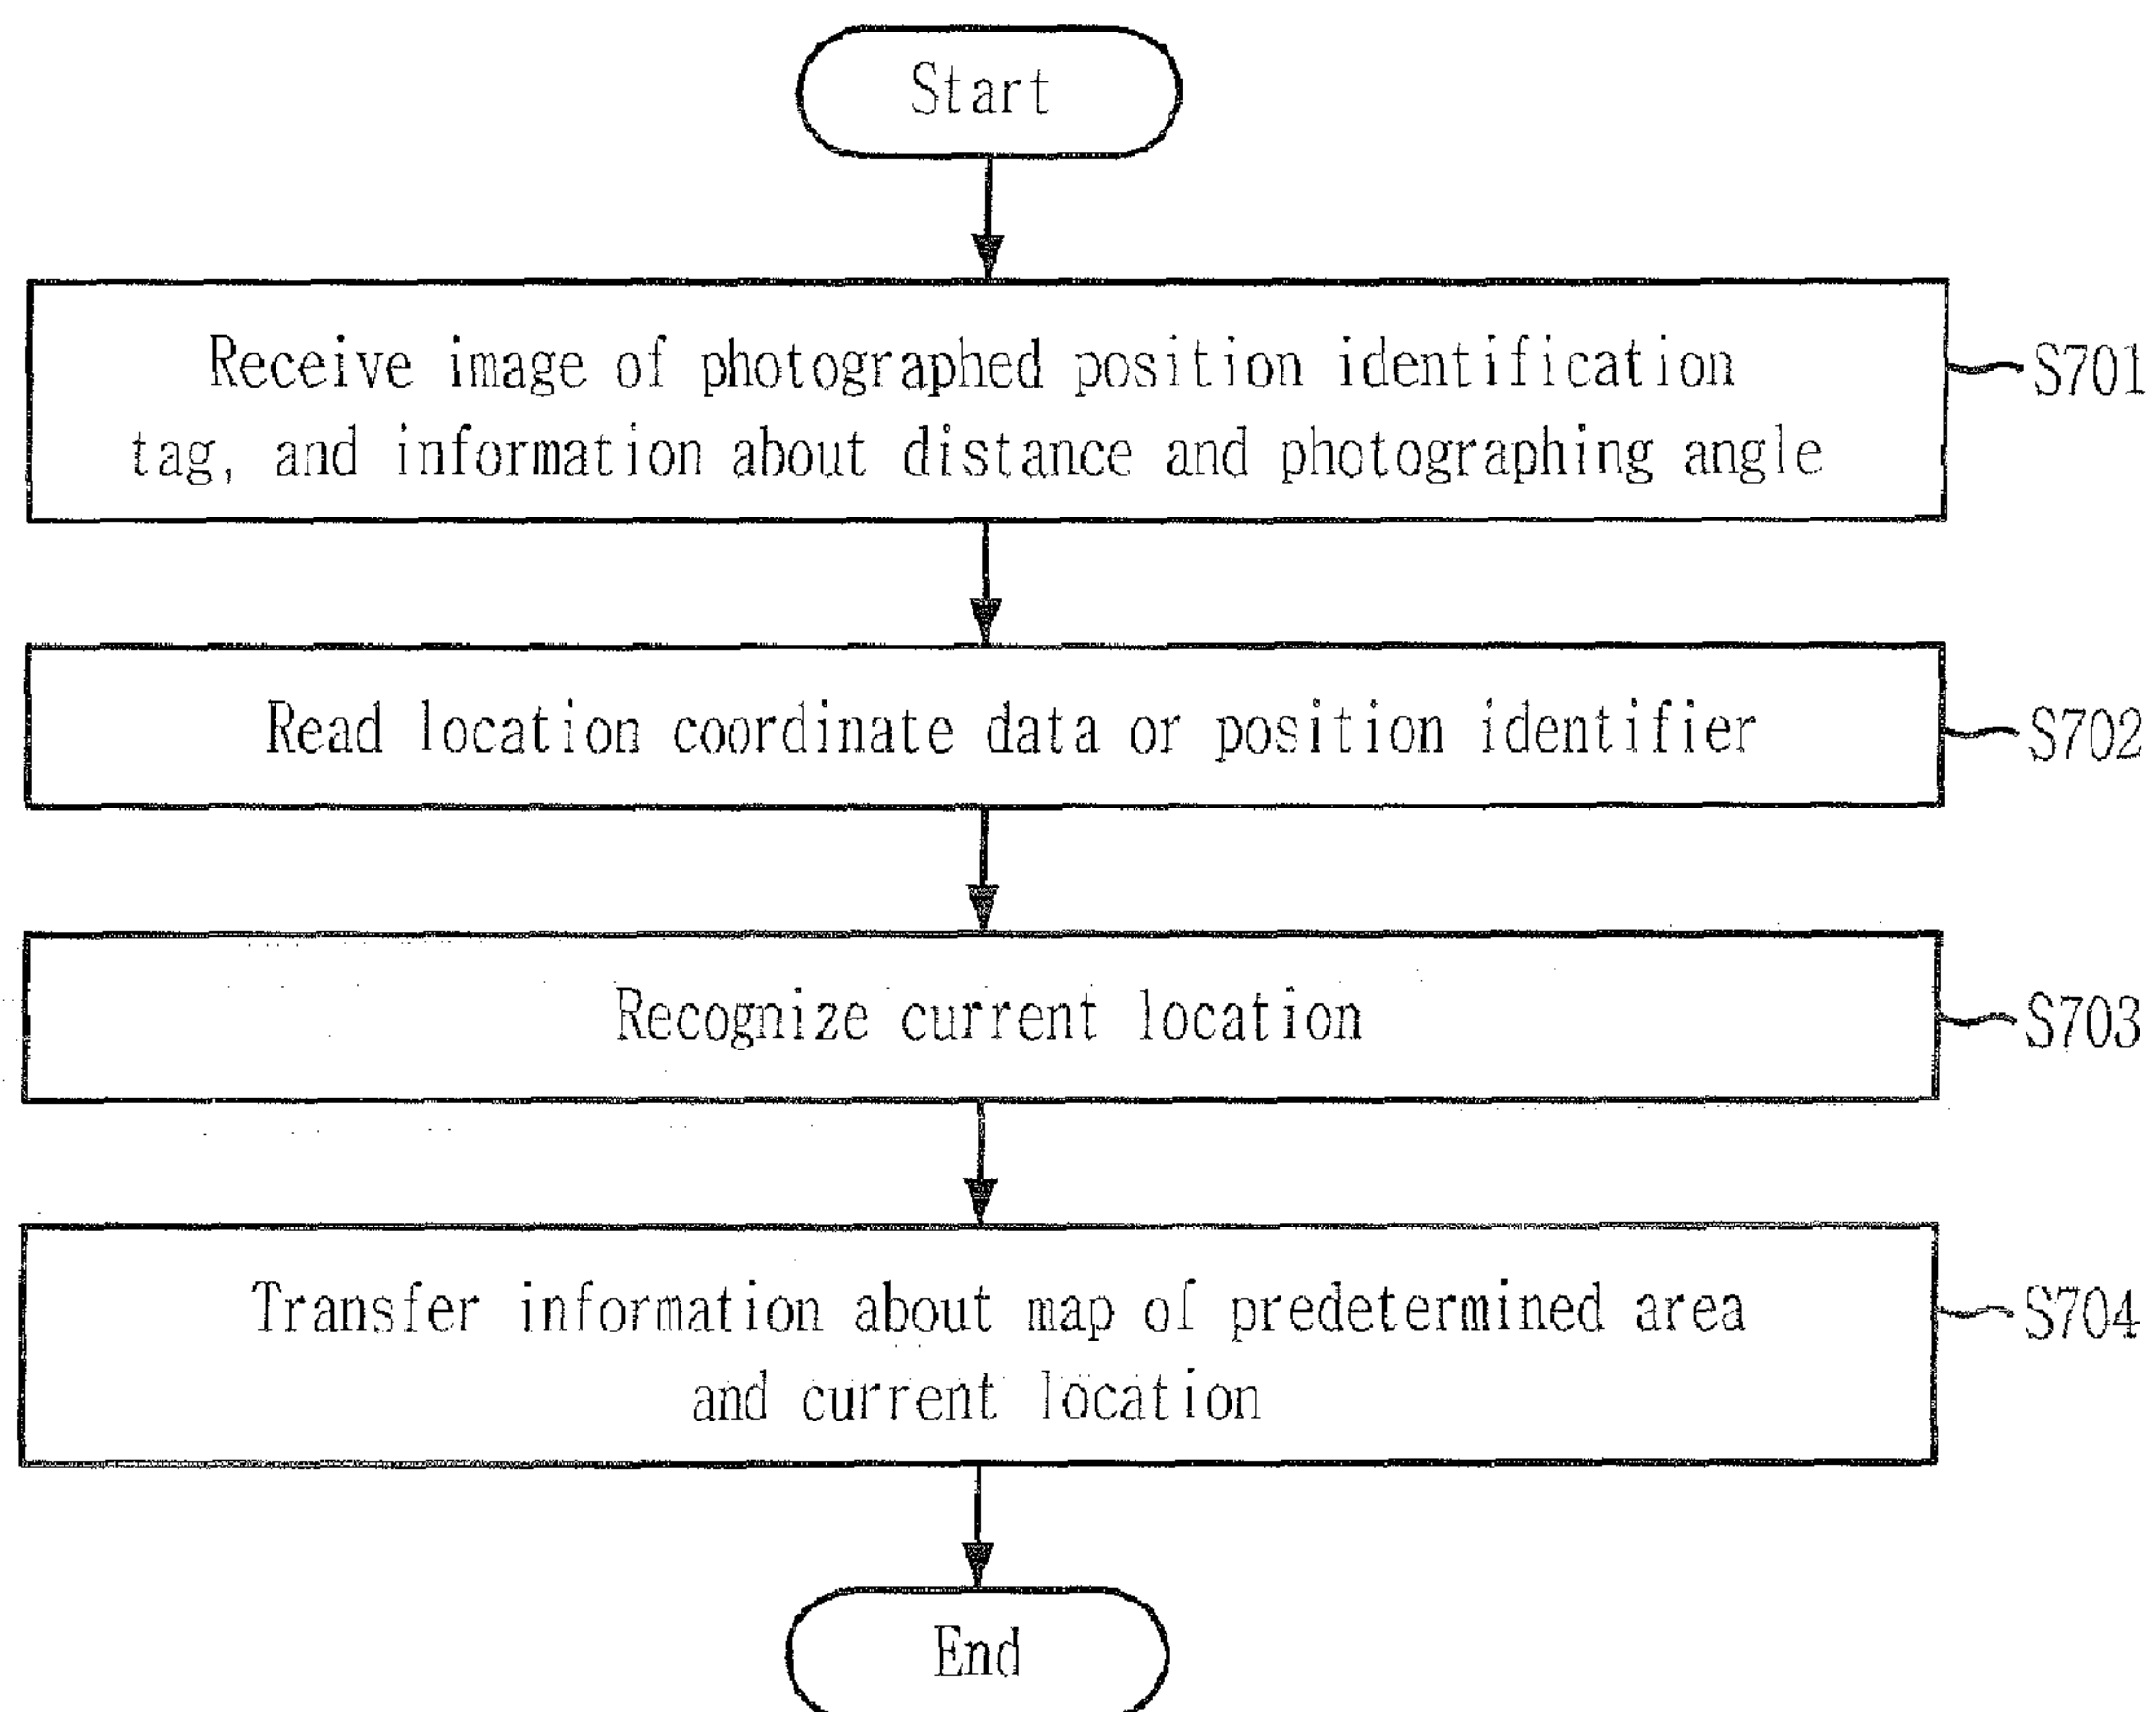 Start
Receive image of photographed position identification
tag, and information about distance and photographing angle
S701
Read location coordinate data or position identifier
S702
Recognize current location
S703
Transfer information about map of predetermined area
and current location
S704
End